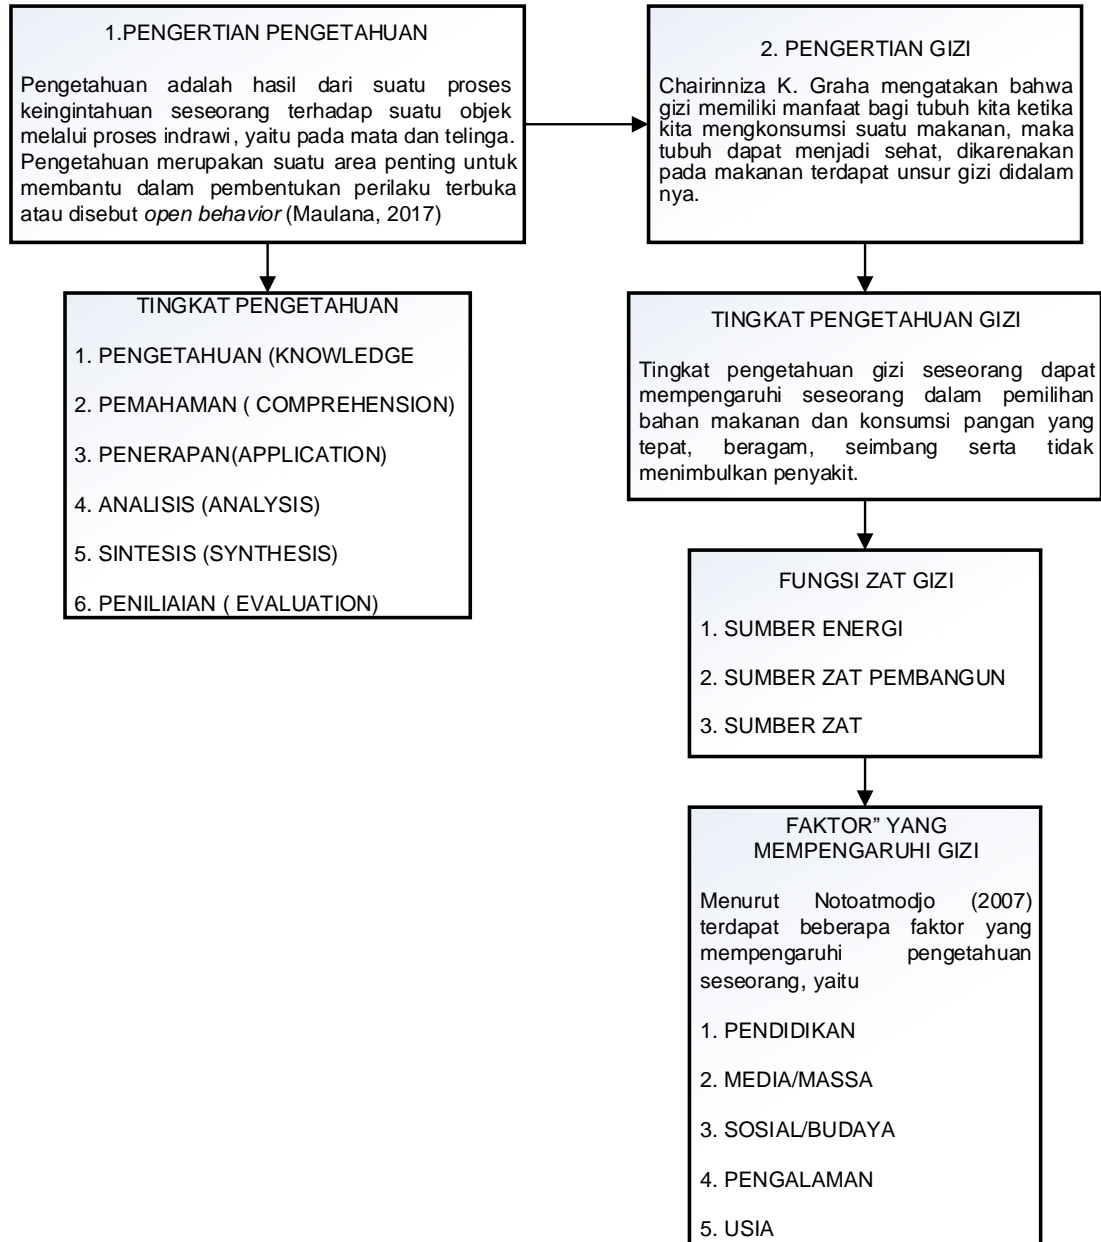 1.PENGERTIAN PENGETAHUAN
Pengetahuan adalah hasil dari suatu proses
keingintahuan seseorang terhadap suatu objek
melalui proses indrawi, yaitu pada mata dan telinga.
Pengetahuan merupakan suatu area penting untuk
membantu dalam pembentukan perilaku terbuka
atau disebut open behavior (Maulana, 2017)
2. PENGERTIAN GIZI
Chairinniza K. Graha mengatakan bahwa
gizi memiliki manfaat bagi tubuh kita ketika
kita mengkonsumsi suatu makanan, maka
tubuh dapat menjadi sehat, dikarenakan
pada makanan terdapat unsur gizi didalam
nya.
TINGKAT PENGETAHUAN
1. PENGETAHUAN (KNOWLEDGE
2. PEMAHAMAN ( COMPREHENSION)
3. PENERAPAN(APPLICATION)
4. ANALISIS (ANALYSIS)
5. SINTESIS (SYNTHESIS)
6. PENILIAIAN ( EVALUATION)
TINGKAT PENGETAHUAN GIZI
Tingkat pengetahuan gizi seseorang dapat
mempengaruhi seseorang dalam pemilihan
bahan makanan dan konsumsi pangan yang
tepat, beragam, seimbang serta tidak
menimbulkan penyakit.
FUNGSI ZAT GIZI
1. SUMBER ENERGI
2. SUMBER ZAT PEMBANGUN
3. SUMBER ZAT
FAKTOR” YANG
MEMPENGARUHI GIZI
Menurut Notoatmodjo (2007)
terdapat beberapa faktor yang
mempengaruhi pengetahuan
seseorang, yaitu
1. PENDIDIKAN
2. MEDIA/MASSA
3. SOSIAL/BUDAYA
4. PENGALAMAN
5. USIA